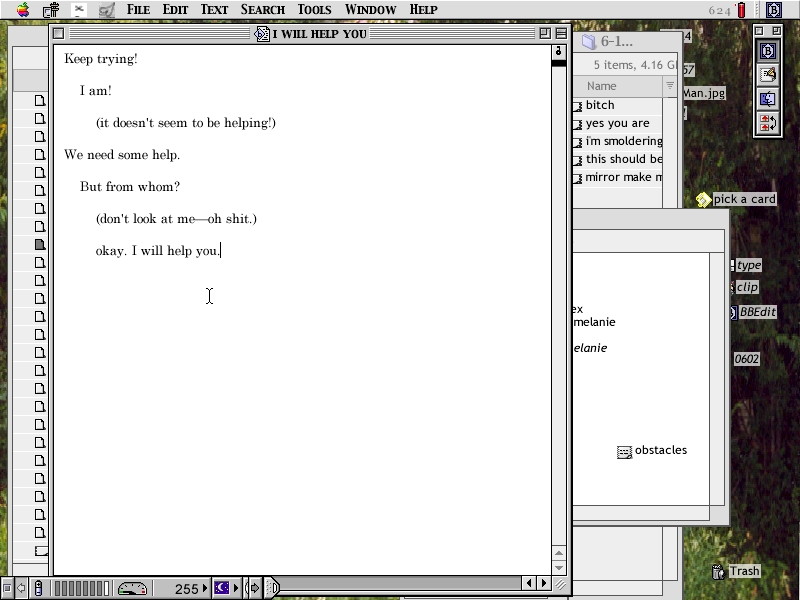 File Edit Text Search Tools Window Help
624
I WILL HELP YOU
Keep trying!
I am!
(it doesn't seem to be helping!)
We need some help.
But from whom?
(don't look at me—oh shit.)
okay. I will help you.
255
6-1...
5 items, 4.16 G
Name
bitch
yes you are
i'm smoldering
this should be
mirror make m
4
57
Man.jpg
pick a card
type
clip
BBEdit
0602
ex
melanie
elanie
obstacles
Trash